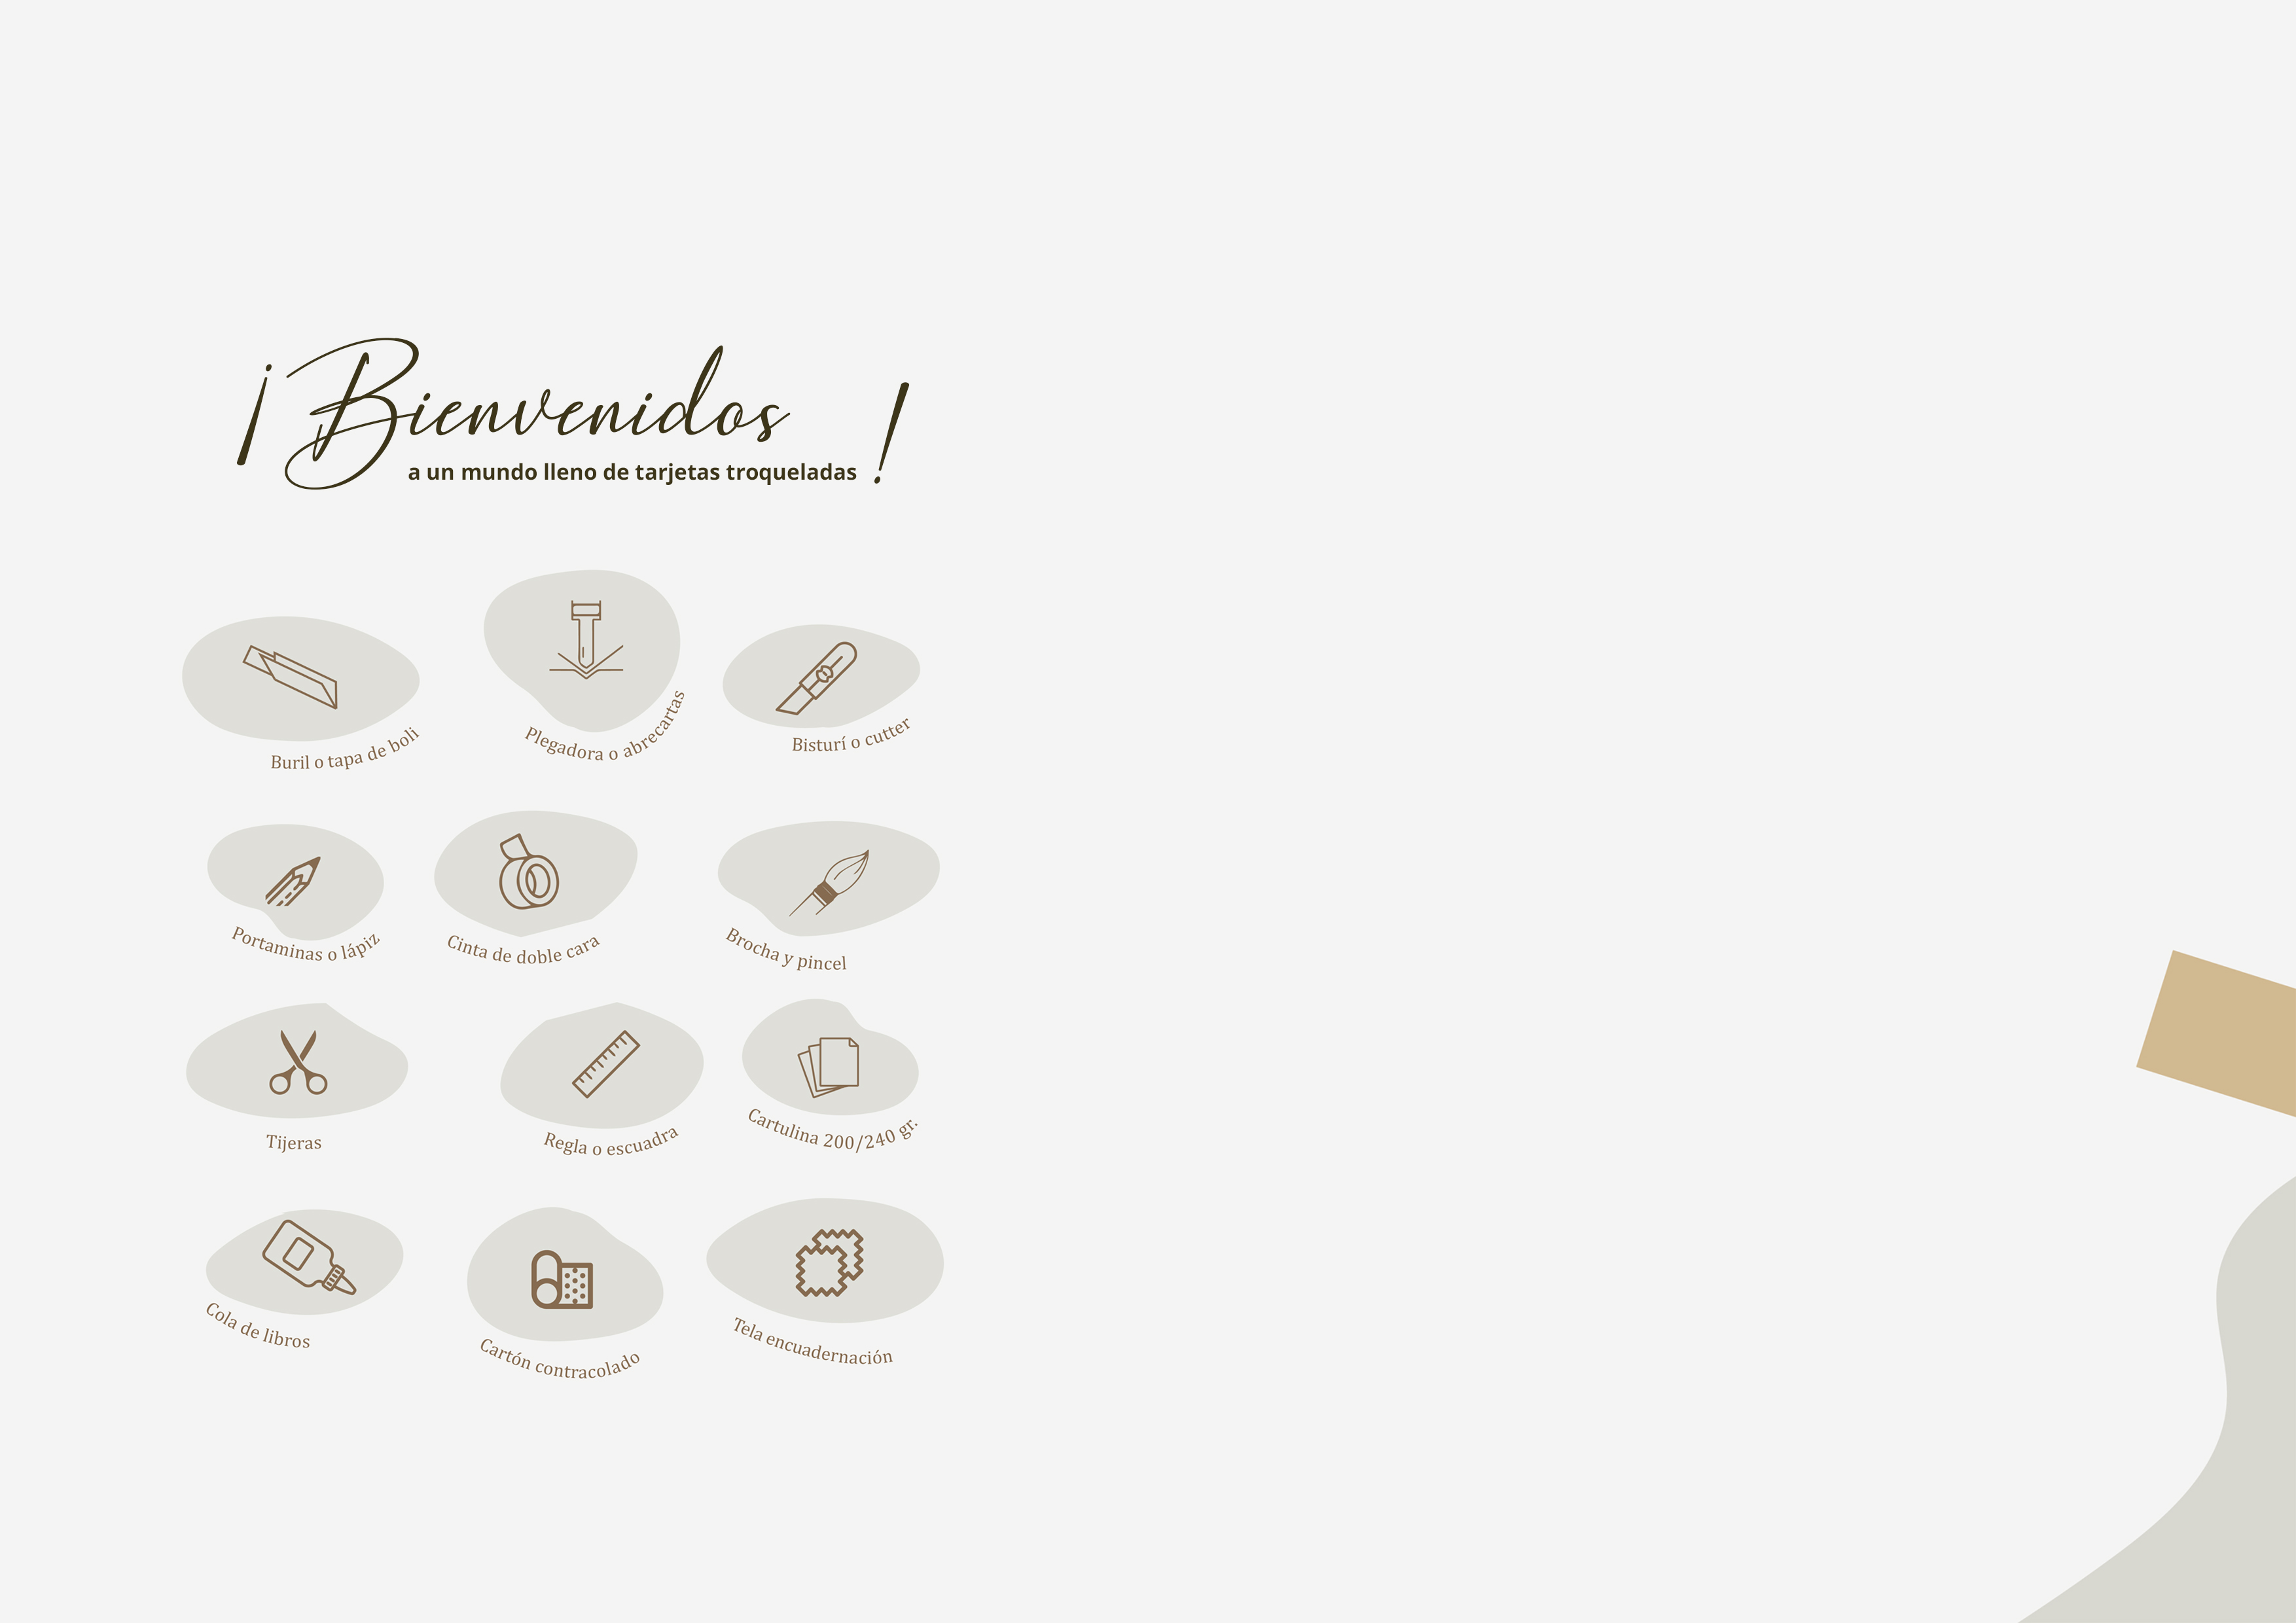 ¡Bienvenidos
a un mundo lleno de tarjetas troqueladas!
Buril o tapa de boli
Plegadora o abrecartas
Bisturí o cutter
Portaminas o lápiz
Cinta de doble cara
Brocha y pincel
Tijeras
Regla o escuadra
Cartulina 200/240 gr.
Cola de libros
Cartón contracolado
Tela encuadernación